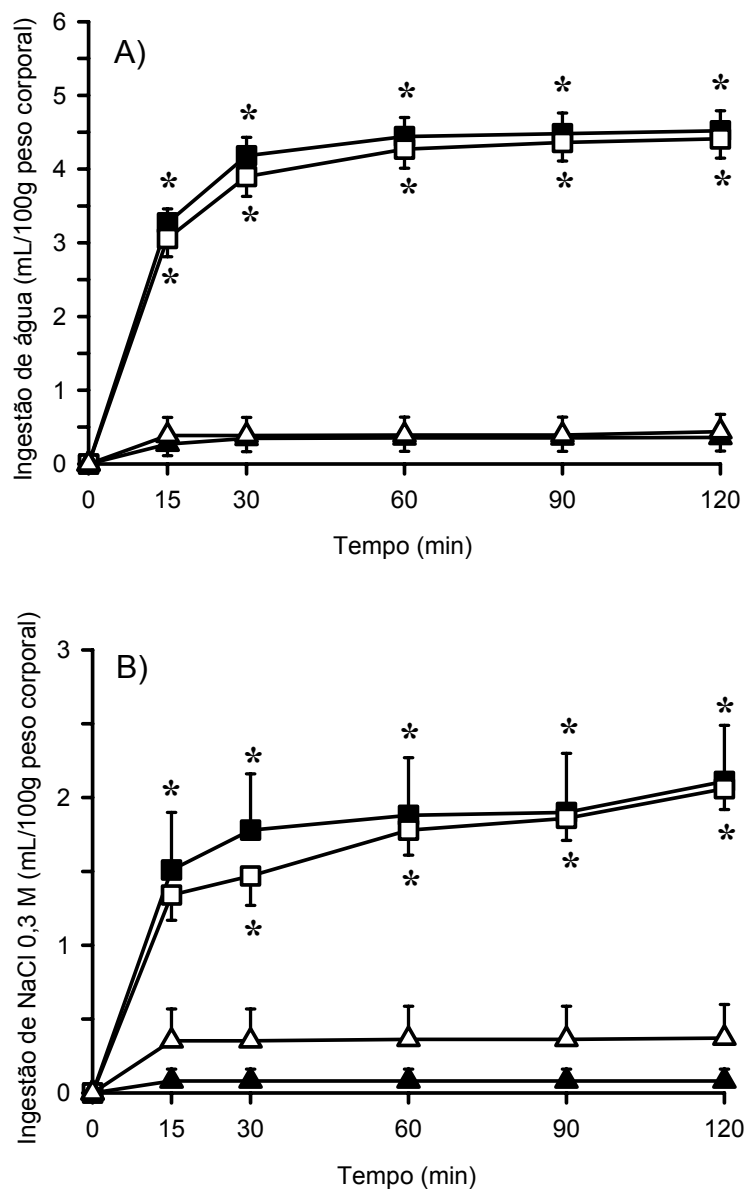 A)
Ingestão de água (mL/100g peso corporal)
6
5
4
3
2
1
0
* * * * *
* * * * *
0 15 30 60 90 120
Tempo (min)
B)
Ingestão de NaCl 0,3 M (mL/100g peso corporal)
3
2
1
0
* * * * *
* * * *
0 15 30 60 90 120
Tempo (min)